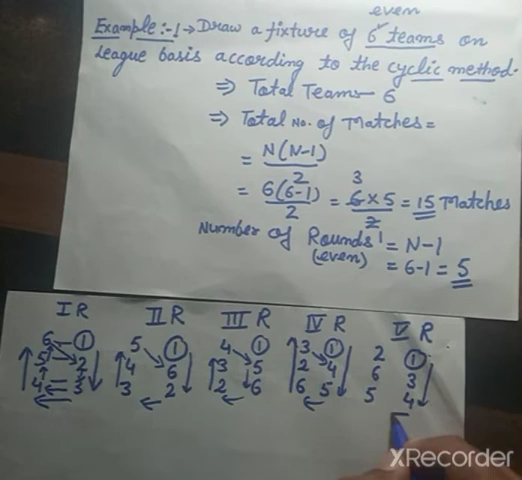 even
Example:-1→Draw a fixture of 6 teams on
League basis according to the cyclic method.
⇒ Total Teams-6
⇒ Total No. of Matches=
= N(N-1)/2
= 6(6-1)/2 = 6×5/2 = 15 Matches
3
Number of Rounds = N-1
(even) = 6-1 = 5
I R II R III R IV R V R
6 1 5 1 4 1 3 1 2 1
5 2 4 6 3 5 2 4 6 3
4 3 3 2 2 6 6 5 5 4
XRecorder